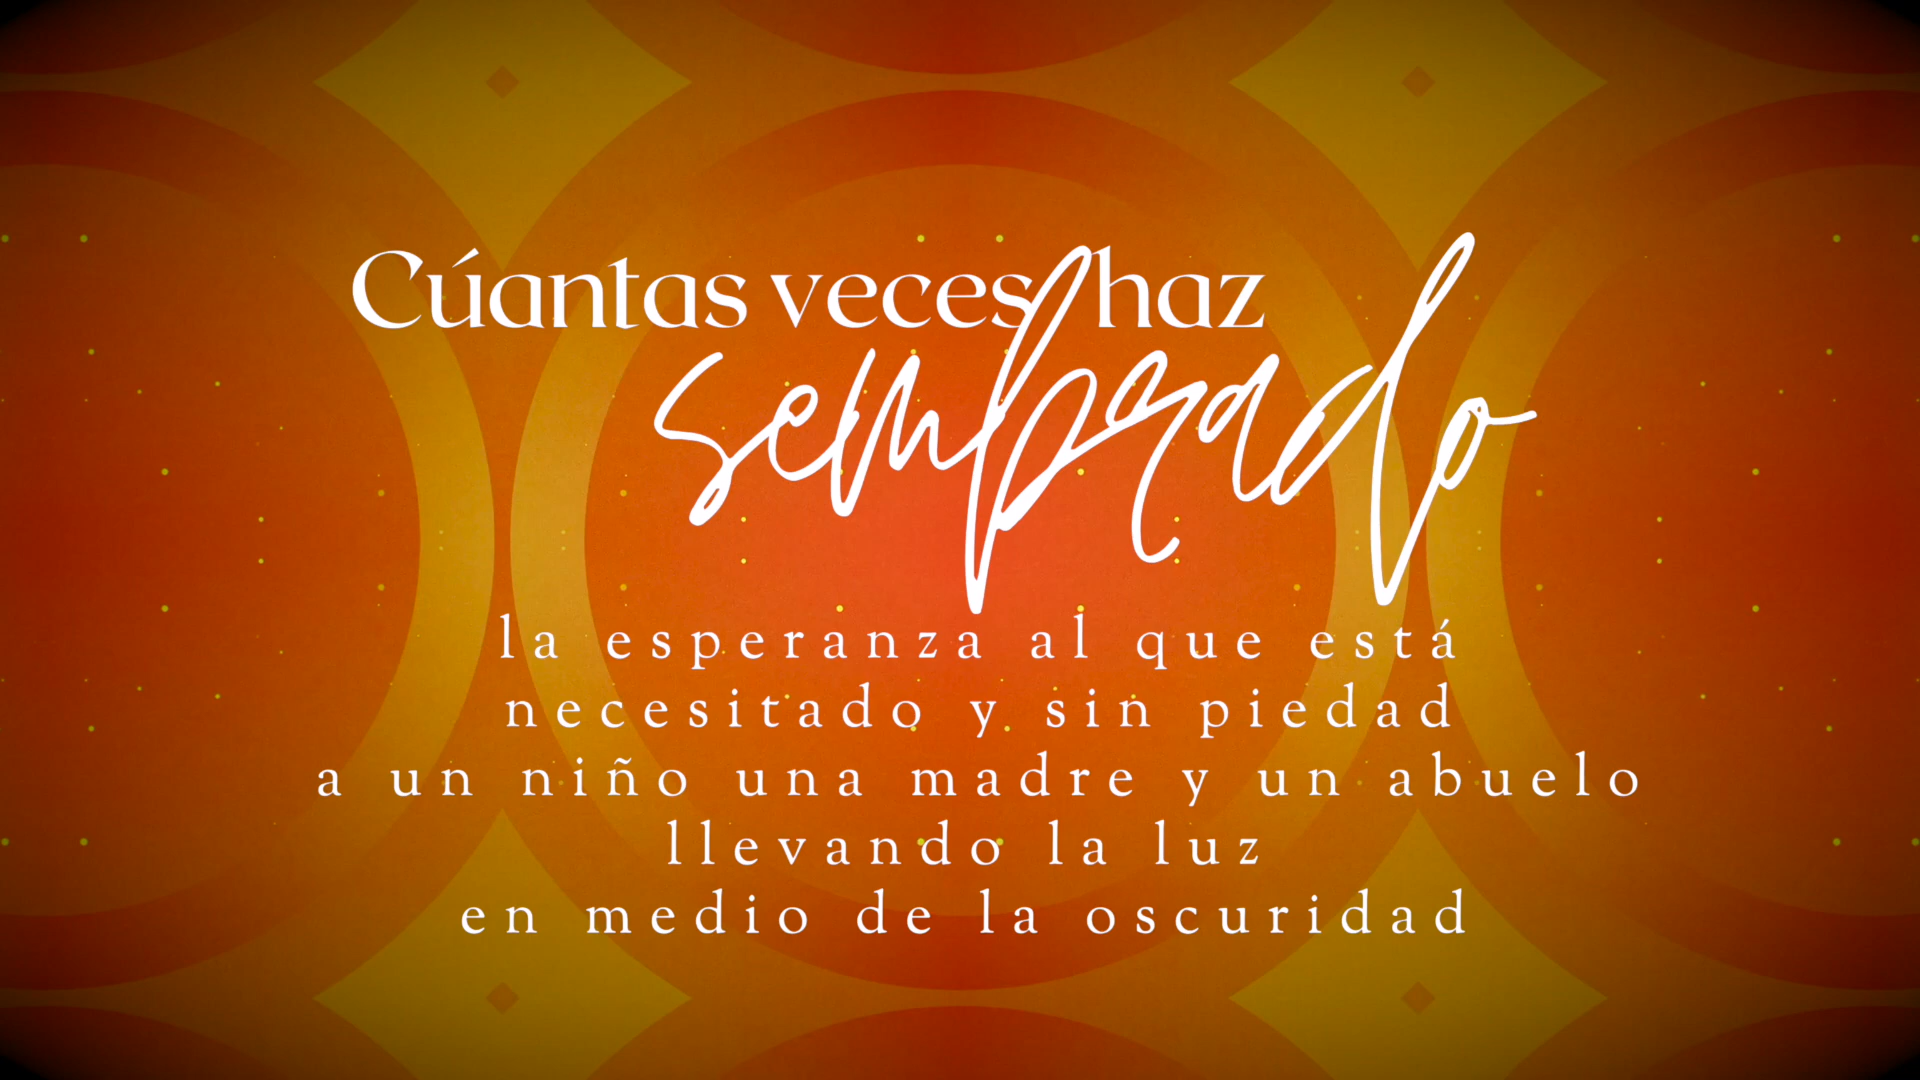 Cúantas veces haz
sembrado
la esperanza al que está
necesitado y sin piedad
a un niño una madre y un abuelo
llevando la luz
en medio de la oscuridad